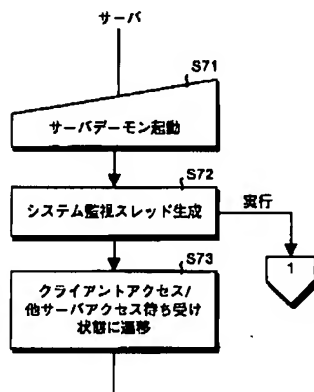 サーバ
S71
サーバデーモン起動
S72
システム監視スレッド生成
実行
1
S73
クライアントアクセス/
他サーバアクセス待ち受け
状態に遷移